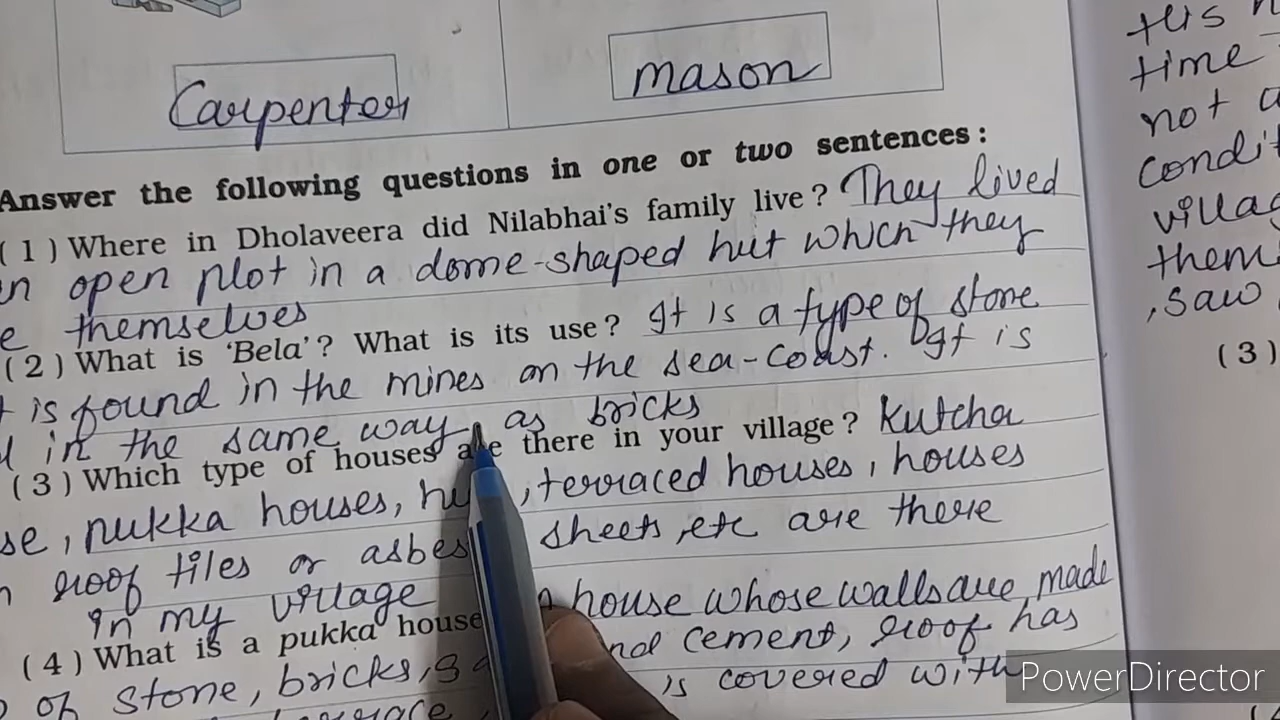 Carpenter
mason
Answer the following questions in one or two sentences :
( 1 ) Where in Dholaveera did Nilabhai's family live ? They lived
open plot in a dome-shaped hut which they
themselves
( 2 ) What is 'Bela'? What is its use ? It is a type of stone
is found in the mines on the sea-coast. It is
in the same way as bricks
( 3 ) Which type of houses are there in your village ? Kutcha
, pukka houses, , terraced houses, houses
roof tiles or sheets, etc are there
in my village
( 4 ) What is a pukka house house whose walls are made
of stone, bricks, cement, roof has
is covered with
time
not
condi
villa
them
, saw
( 3 )
PowerDirector